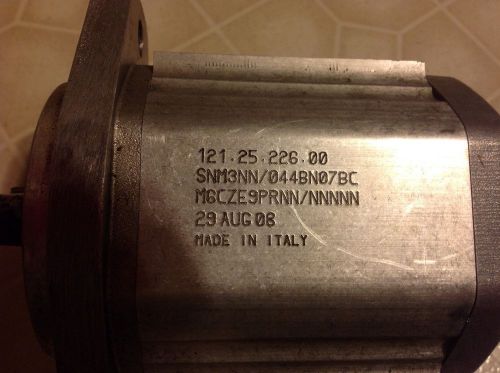 121.25.226.00
SNM3NN/044BN07BC
M6CZE9PRNN/NNNNN
29 AUG 08
MADE IN ITALY